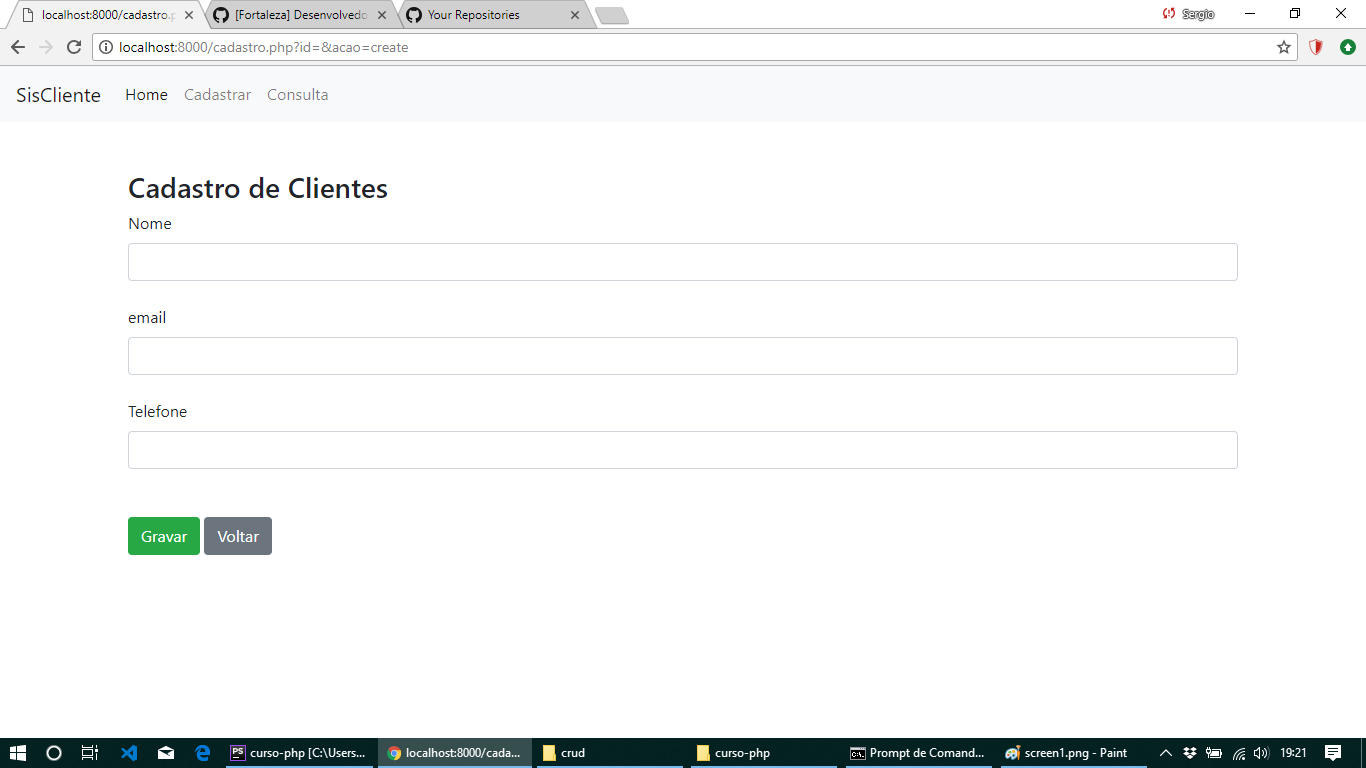 localhost:8000/cadastro.p
[Fortaleza] Desenvolvedo
Your Repositories
Sergio
localhost:8000/cadastro.php?id=&acao=create
SisCliente Home Cadastrar Consulta
Cadastro de Clientes
Nome
email
Telefone
Gravar Voltar
PS curso-php [C:\Users... localhost:8000/cada... crud curso-php Prompt de Comand... screen1.png - Paint 19:21